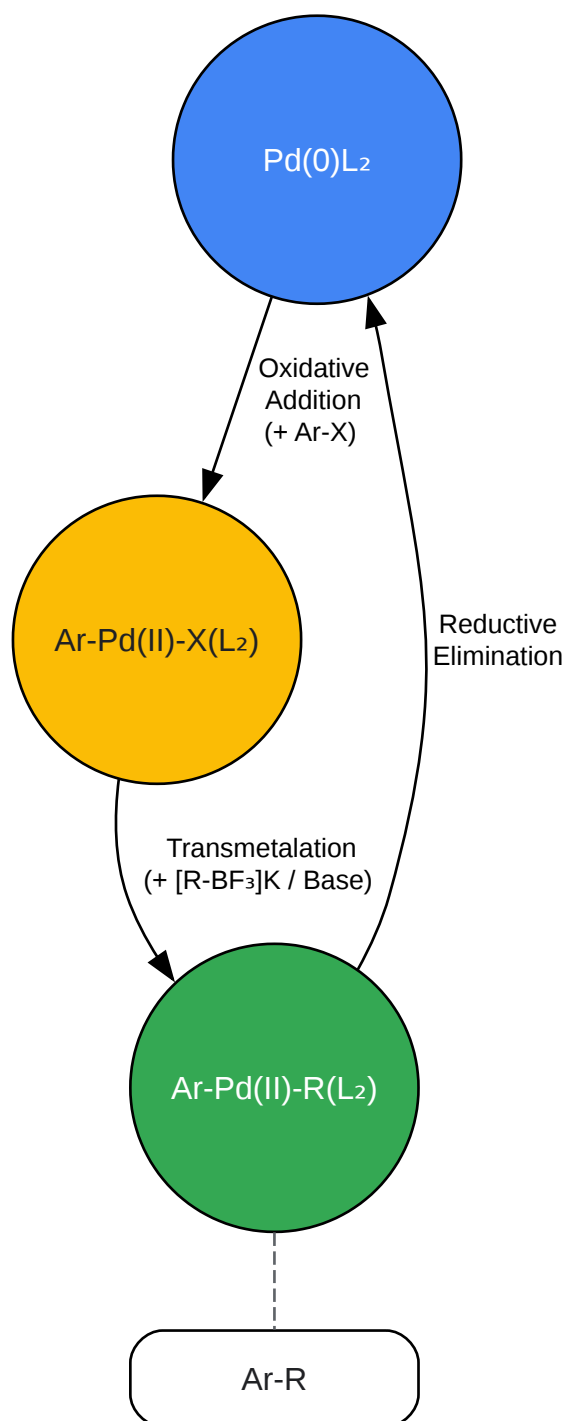 Pd(0)L₂
Oxidative
Addition
(+ Ar-X)
Ar-Pd(II)-X(L₂)
Reductive
Elimination
Transmetalation
(+ [R-BF₃]K / Base)
Ar-Pd(II)-R(L₂)
Ar-R